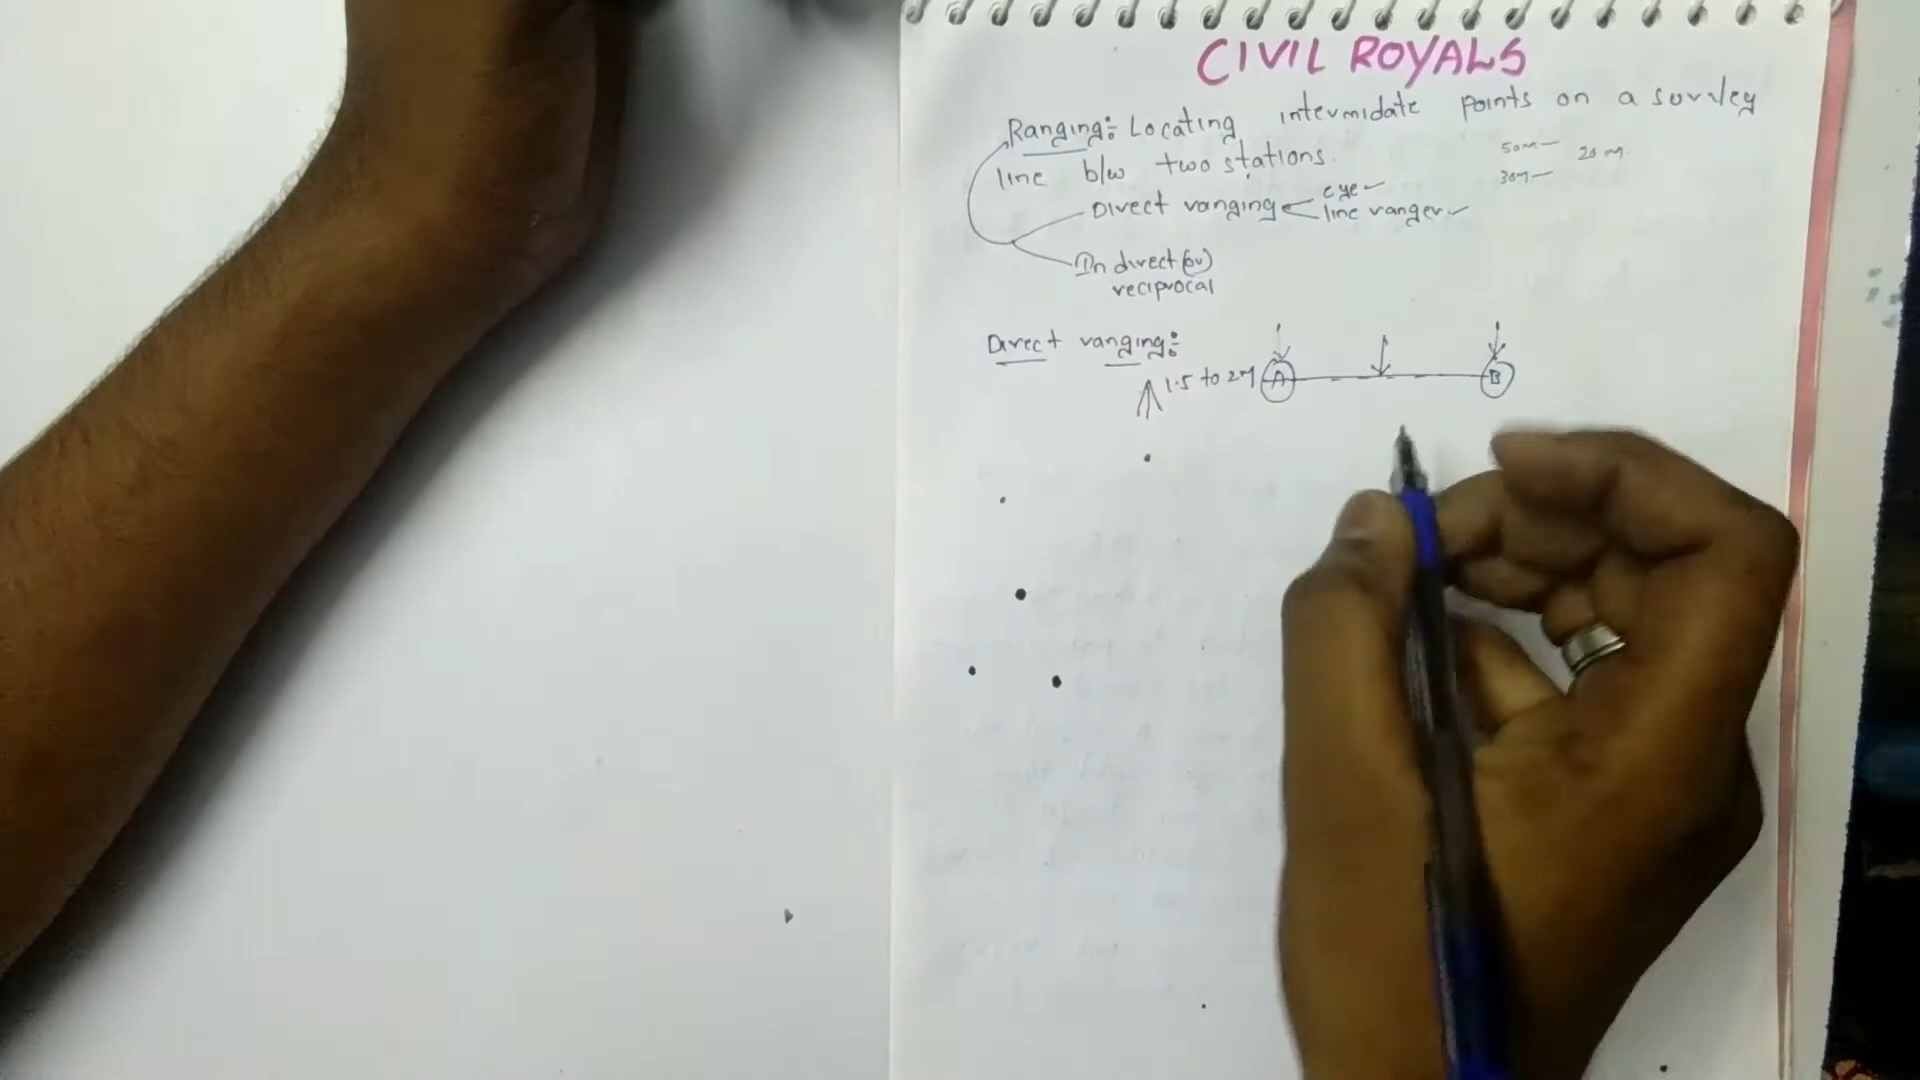 CIVIL ROYALS
Ranging:- Locating intermidate points on a survey
line b/w two stations.
50m 20 m
30m
Direct ranging eye
line ranger
In direct (or)
reciprocal
Direct ranging:-
1.5 to 2m A B